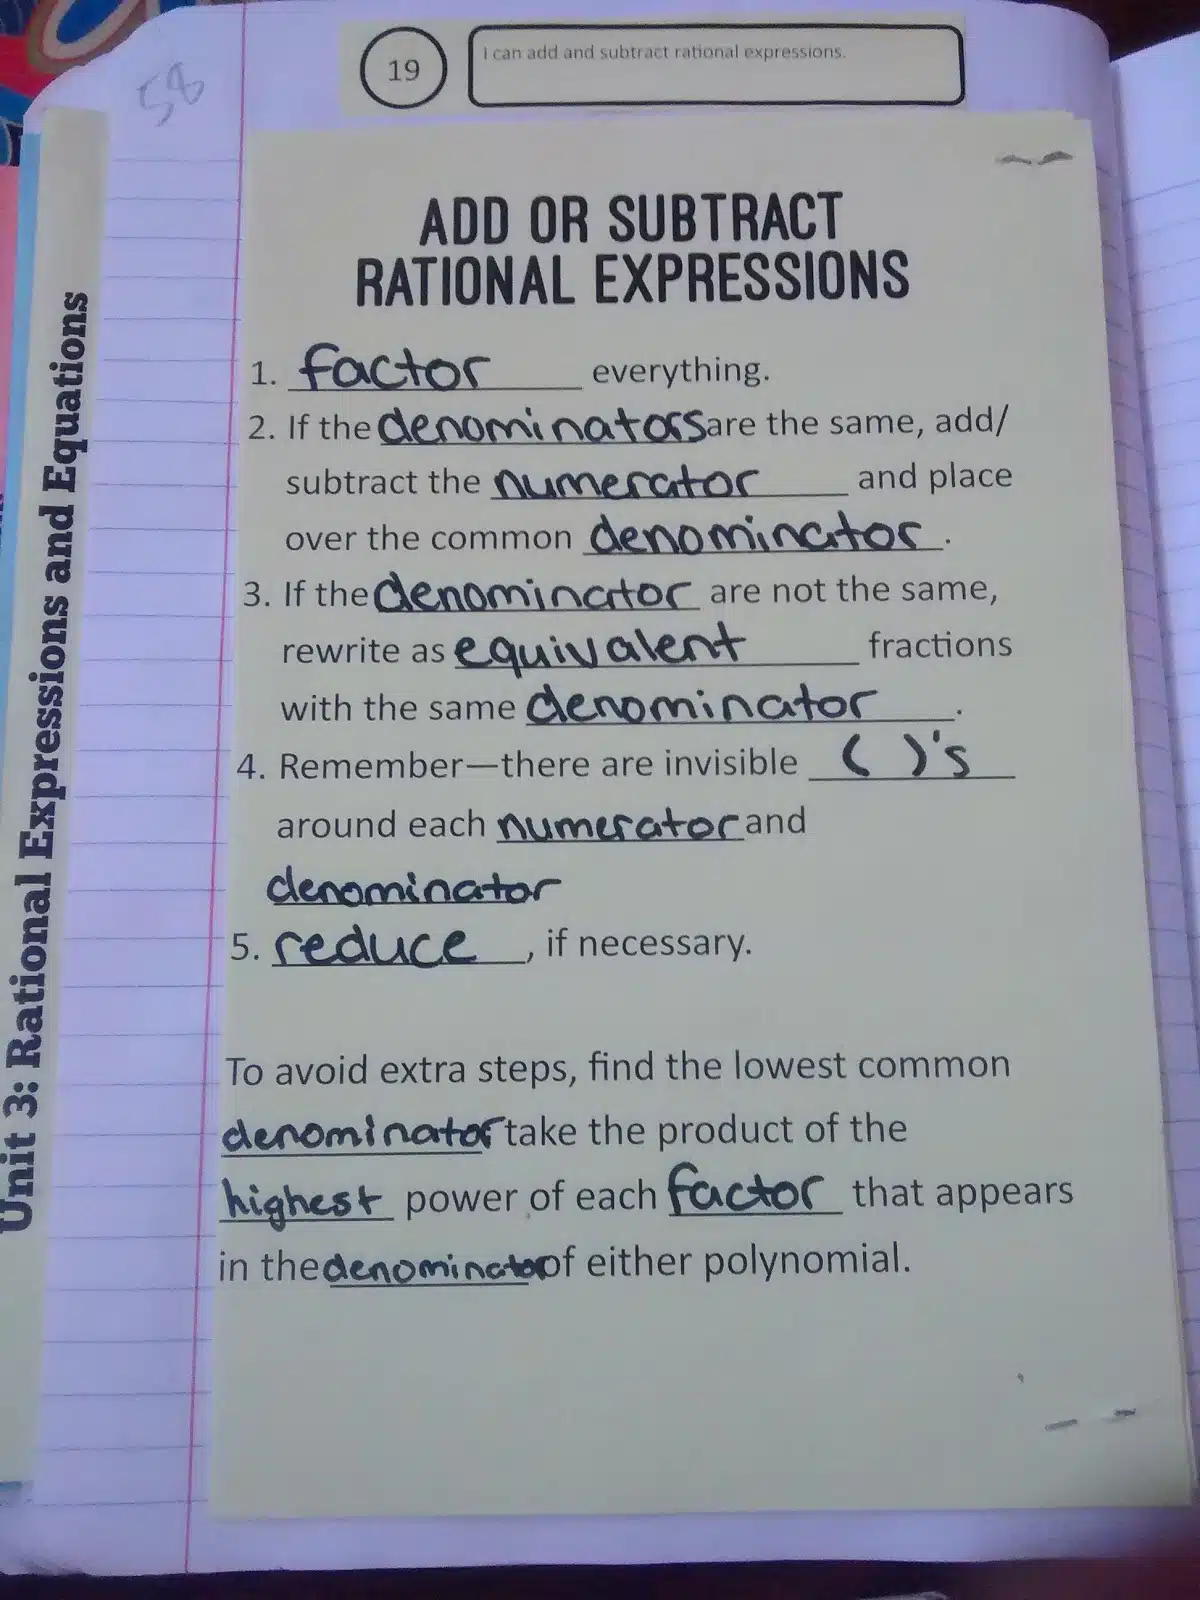 58
19
I can add and subtract rational expressions.
ADD OR SUBTRACT
RATIONAL EXPRESSIONS
1. factor everything.
2. If the denominators are the same, add/
subtract the numerator and place
over the common denominator.
3. If the denominator are not the same,
rewrite as equivalent fractions
with the same denominator.
4. Remember—there are invisible ( )'s
around each numerator and
denominator
5. reduce, if necessary.
To avoid extra steps, find the lowest common
denominator take the product of the
highest power of each factor that appears
in the denominator of either polynomial.
Unit 3: Rational Expressions and Equations